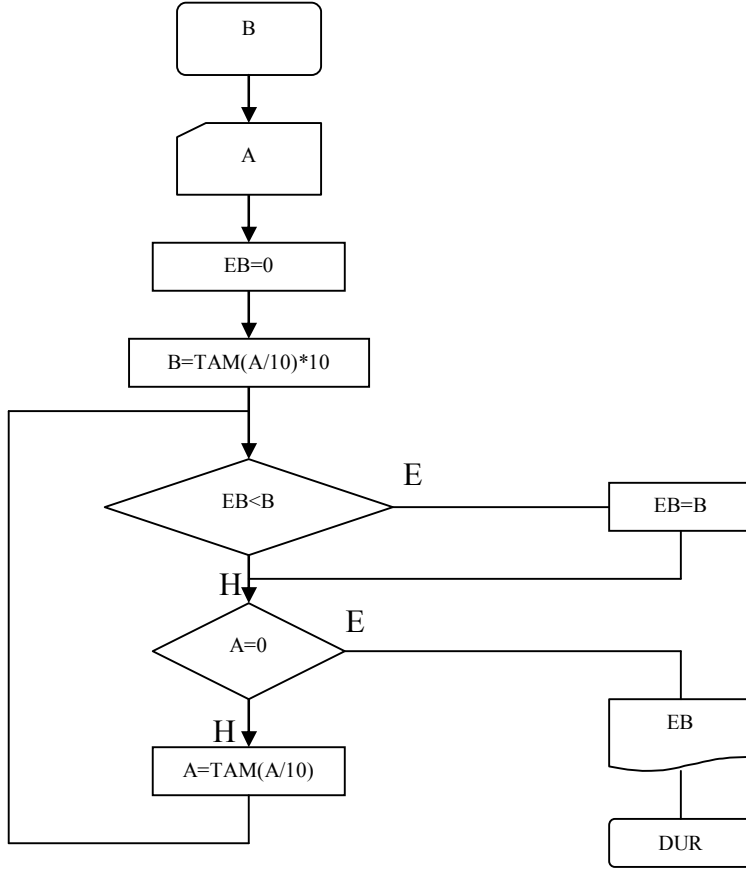 B
A
EB=0
B=TAM(A/10)*10
EB<B
E
EB=B
H
A=0
E
EB
H
A=TAM(A/10)
DUR